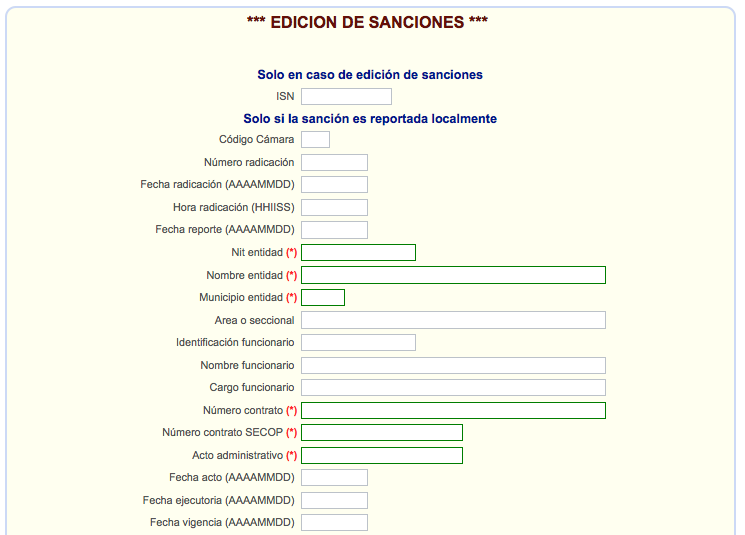 *** EDICION DE SANCIONES ***
Solo en caso de edición de sanciones
ISN
Solo si la sanción es reportada localmente
Código Cámara
Número radicación
Fecha radicación (AAAAMMDD)
Hora radicación (HHIISS)
Fecha reporte (AAAAMMDD)
Nit entidad (*)
Nombre entidad (*)
Municipio entidad (*)
Area o seccional
Identificación funcionario
Nombre funcionario
Cargo funcionario
Número contrato (*)
Número contrato SECOP (*)
Acto administrativo (*)
Fecha acto (AAAAMMDD)
Fecha ejecutoria (AAAAMMDD)
Fecha vigencia (AAAAMMDD)